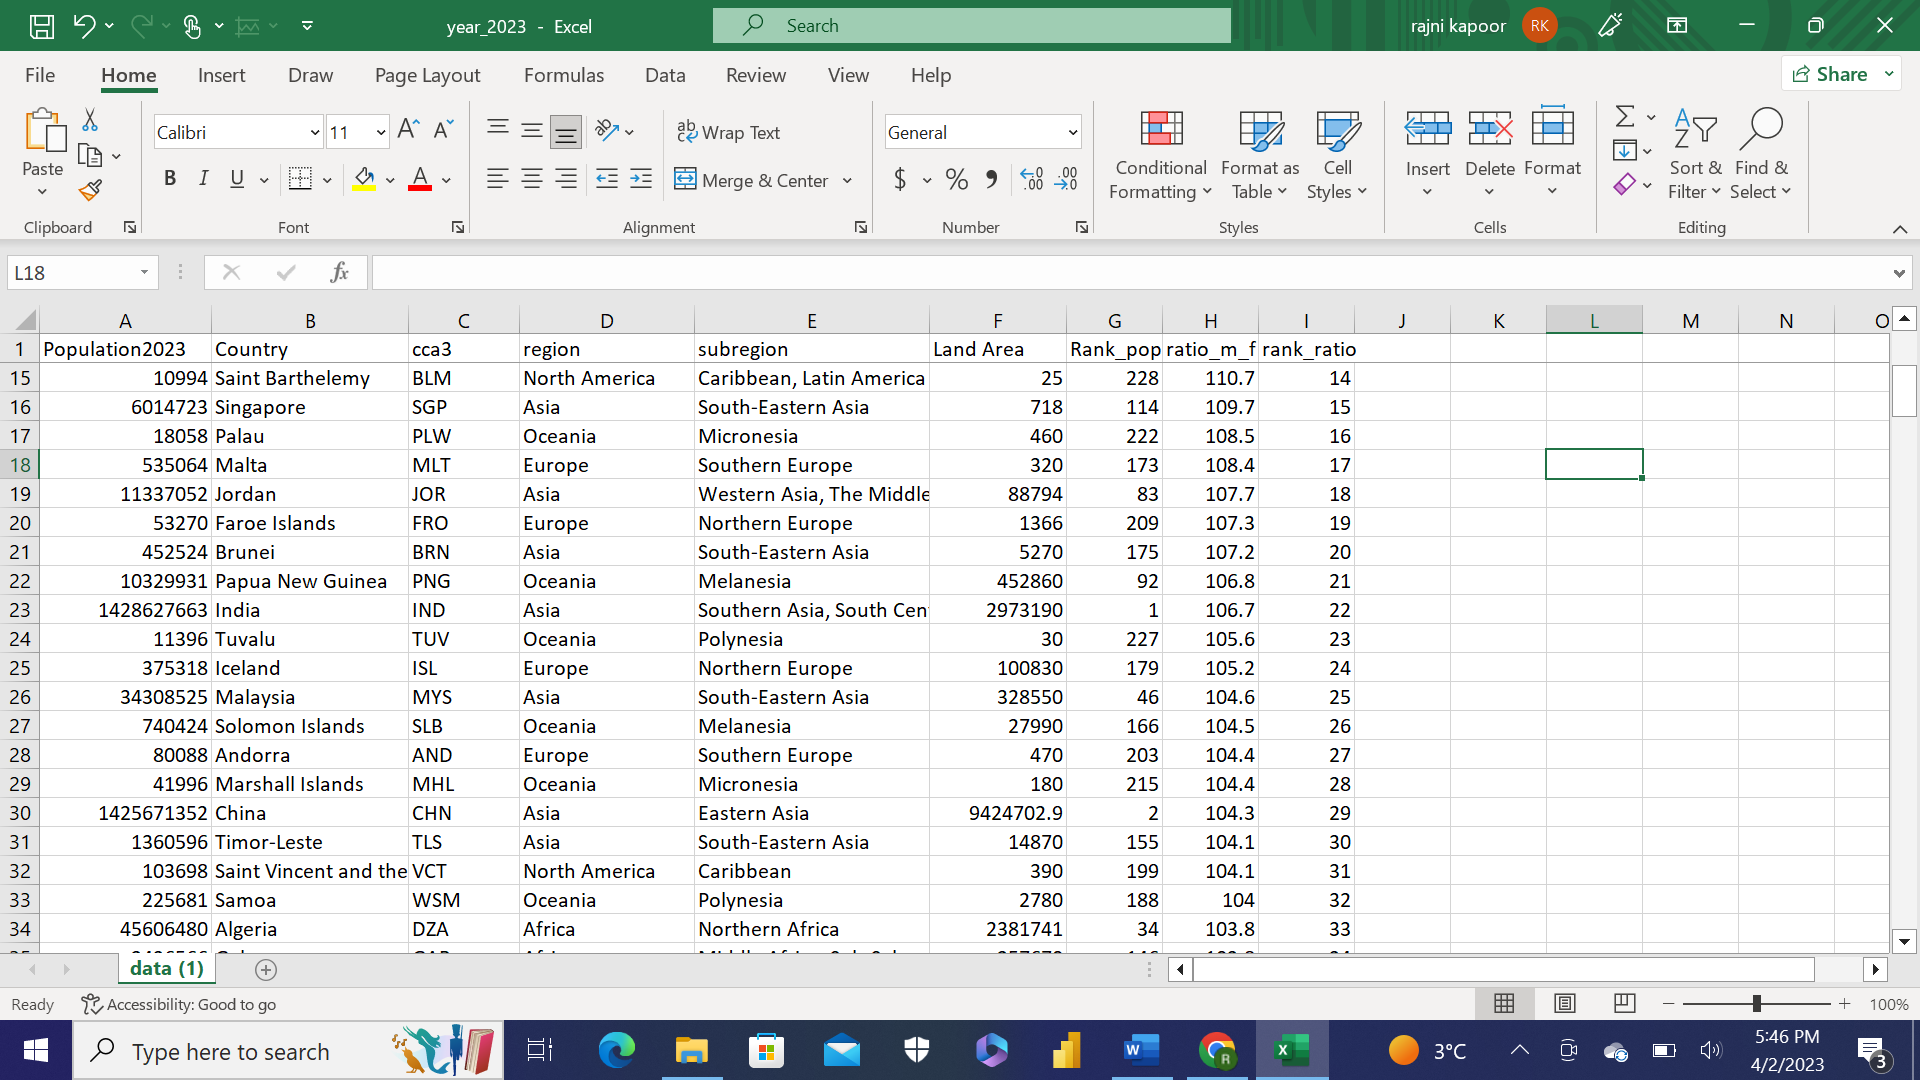 year_2023 - Excel
Search
rajni kapoor
RK
File Home Insert Draw Page Layout Formulas Data Review View Help
Share
Paste
Clipboard
Calibri 11
B I U
Font
Wrap Text
Merge & Center
Alignment
General
$ %
Number
Conditional Formatting
Format as Table
Cell Styles
Styles
Insert Delete Format
Cells
Sort & Filter
Find & Select
Editing
L18
fx
A B C D E F G H I J K L M N O
1 Population2023 Country cca3 region subregion Land Area Rank_pop ratio_m_f rank_ratio
15 10994 Saint Barthelemy BLM North America Caribbean, Latin America 25 228 110.7 14
16 6014723 Singapore SGP Asia South-Eastern Asia 718 114 109.7 15
17 18058 Palau PLW Oceania Micronesia 460 222 108.5 16
18 535064 Malta MLT Europe Southern Europe 320 173 108.4 17
19 11337052 Jordan JOR Asia Western Asia, The Middle 88794 83 107.7 18
20 53270 Faroe Islands FRO Europe Northern Europe 1366 209 107.3 19
21 452524 Brunei BRN Asia South-Eastern Asia 5270 175 107.2 20
22 10329931 Papua New Guinea PNG Oceania Melanesia 452860 92 106.8 21
23 1428627663 India IND Asia Southern Asia, South Cen 2973190 1 106.7 22
24 11396 Tuvalu TUV Oceania Polynesia 30 227 105.6 23
25 375318 Iceland ISL Europe Northern Europe 100830 179 105.2 24
26 34308525 Malaysia MYS Asia South-Eastern Asia 328550 46 104.6 25
27 740424 Solomon Islands SLB Oceania Melanesia 27990 166 104.5 26
28 80088 Andorra AND Europe Southern Europe 470 203 104.4 27
29 41996 Marshall Islands MHL Oceania Micronesia 180 215 104.4 28
30 1425671352 China CHN Asia Eastern Asia 9424702.9 2 104.3 29
31 1360596 Timor-Leste TLS Asia South-Eastern Asia 14870 155 104.1 30
32 103698 Saint Vincent and the VCT North America Caribbean 390 199 104.1 31
33 225681 Samoa WSM Oceania Polynesia 2780 188 104 32
34 45606480 Algeria DZA Africa Northern Africa 2381741 34 103.8 33
data (1)
Ready Accessibility: Good to go 100%
Type here to search
3°C
5:46 PM
4/2/2023
3